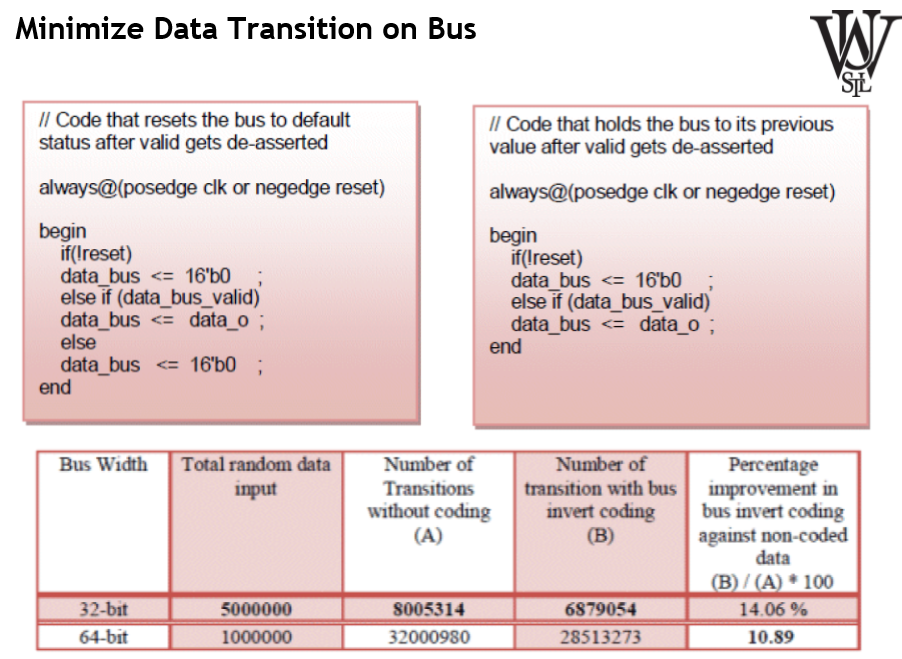 Minimize Data Transition on Bus
WU
SJL
// Code that resets the bus to default
status after valid gets de-asserted
always@(posedge clk or negedge reset)
begin
if(!reset)
data_bus <= 16'b0 ;
else if (data_bus_valid)
data_bus <= data_o ;
else
data_bus <= 16'b0 ;
end
// Code that holds the bus to its previous
value after valid gets de-asserted
always@(posedge clk or negedge reset)
begin
if(!reset)
data_bus <= 16'b0 ;
else if (data_bus_valid)
data_bus <= data_o ;
end
Bus Width
Total random data
input
Number of
Transitions
without coding
(A)
Number of
transition with bus
invert coding
(B)
Percentage
improvement in
bus invert coding
against non-coded
data
(B) / (A) * 100
32-bit 5000000 8005314 6879054 14.06 %
64-bit 1000000 32000980 28513273 10.89